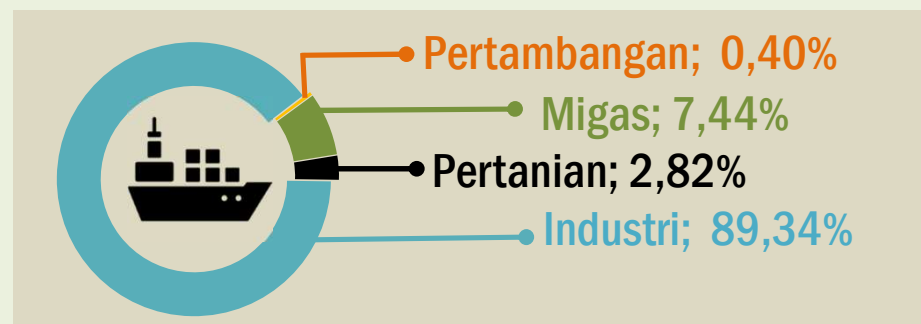 Pertambangan; 0,40%
Migas; 7,44%
Pertanian; 2,82%
Industri; 89,34%